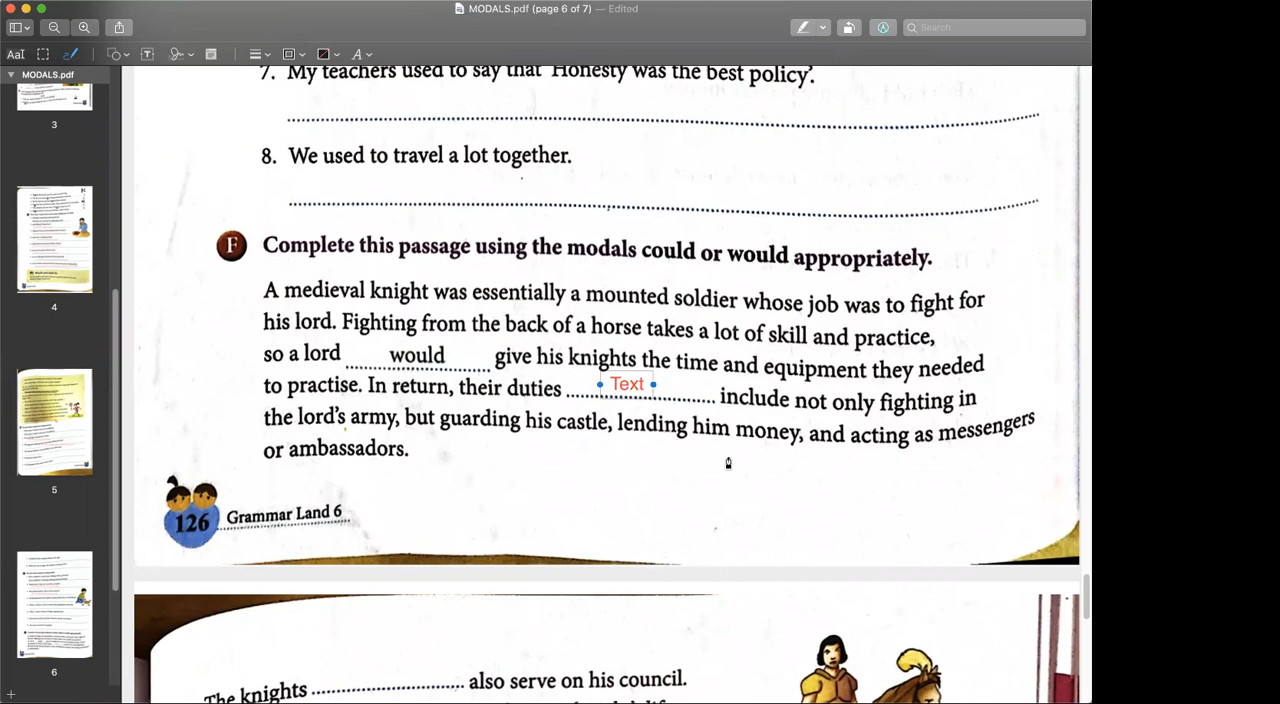 MODALS.pdf (page 6 of 7) — Edited
Search
MODALS.pdf
3
4
5
6
7. My teachers used to say that 'Honesty was the best policy'.
8. We used to travel a lot together.
F Complete this passage using the modals could or would appropriately.
A medieval knight was essentially a mounted soldier whose job was to fight for
his lord. Fighting from the back of a horse takes a lot of skill and practice,
so a lord would give his knights the time and equipment they needed
to practise. In return, their duties Text include not only fighting in
the lord's army, but guarding his castle, lending him money, and acting as messengers
or ambassadors.
126 Grammar Land 6
The knights also serve on his council.